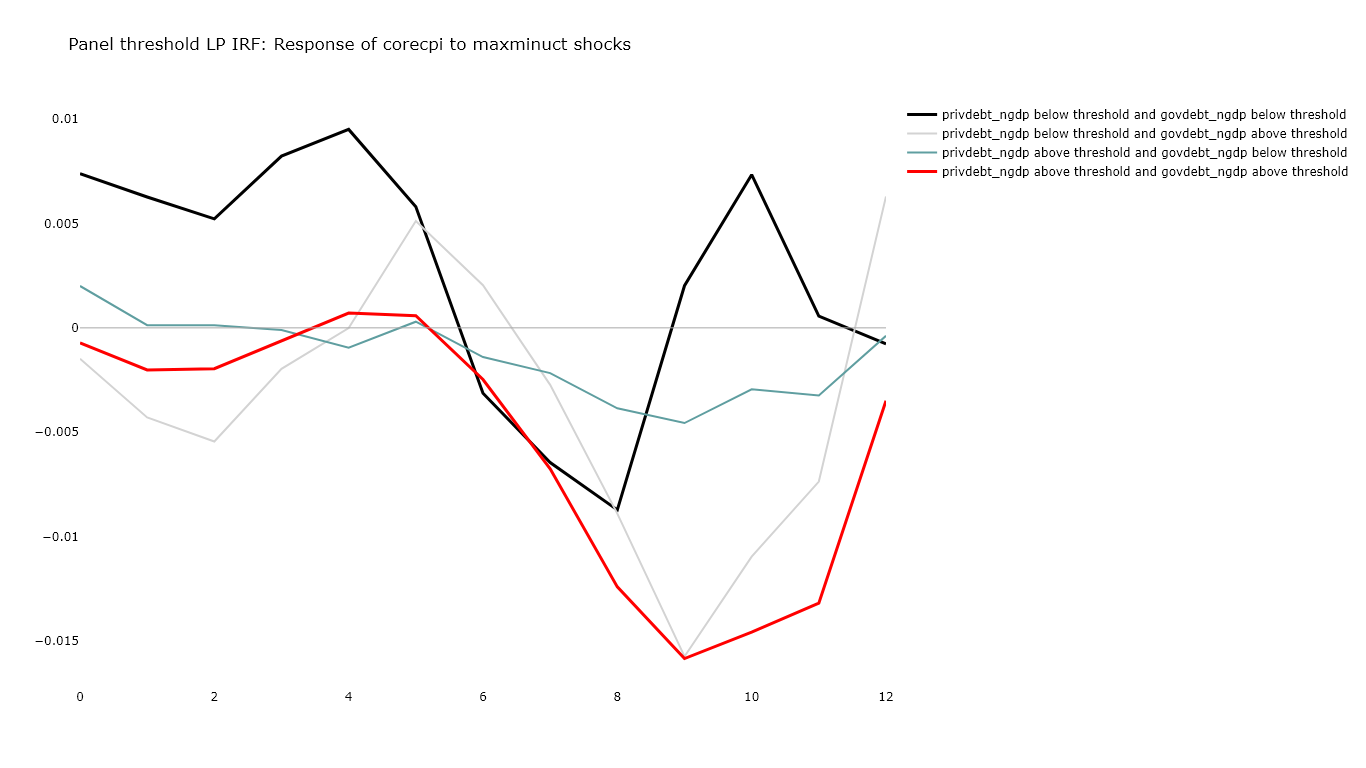 Panel threshold LP IRF: Response of corecpi to maxminuct shocks
privdebt_ngdp below threshold and govdebt_ngdp below threshold
privdebt_ngdp below threshold and govdebt_ngdp above threshold
privdebt_ngdp above threshold and govdebt_ngdp below threshold
privdebt_ngdp above threshold and govdebt_ngdp above threshold
0.01
0.005
0
−0.005
−0.01
−0.015
0 2 4 6 8 10 12